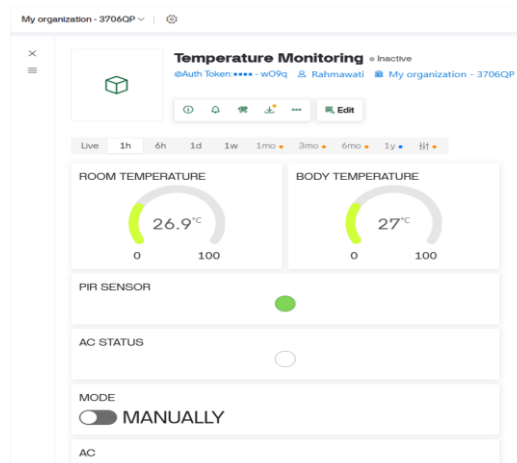 My organization - 3706QP
Temperature Monitoring Inactive
Auth Token: •••• - wO9q Rahmawati My organization - 3706QP
Edit
Live 1h 6h 1d 1w 1mo 3mo 6mo 1y
ROOM TEMPERATURE BODY TEMPERATURE
26.9°C 27°C
0 100 0 100
PIR SENSOR
AC STATUS
MODE
MANUALLY
AC